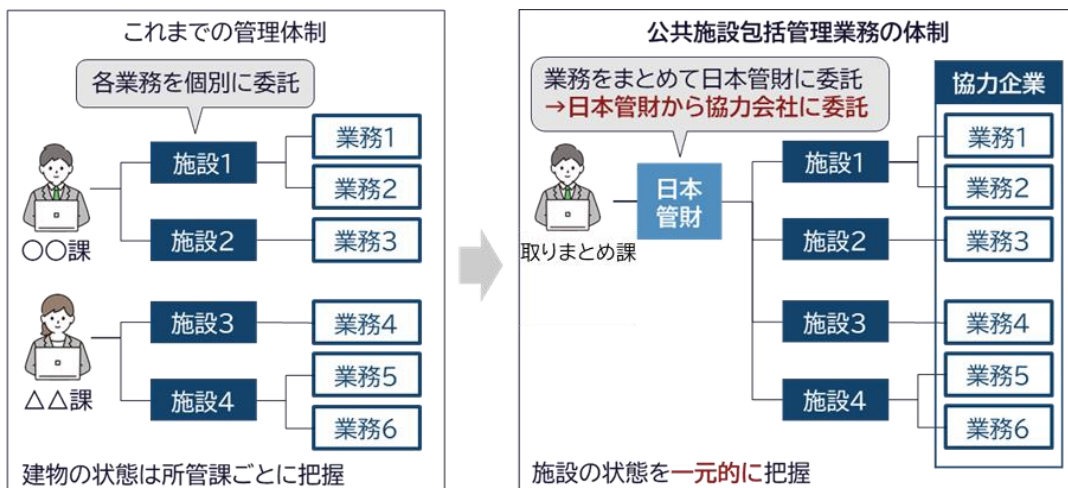 これまでの管理体制
各業務を個別に委託
施設1
業務1
業務2
施設2
業務3
○○課
施設3
業務4
施設4
業務5
業務6
△△課
建物の状態は所管課ごとに把握
公共施設包括管理業務の体制
業務をまとめて日本管財に委託
→日本管財から協力会社に委託
協力企業
取りまとめ課
日本
管財
施設1
業務1
業務2
施設2
業務3
施設3
業務4
施設4
業務5
業務6
施設の状態を一元的に把握